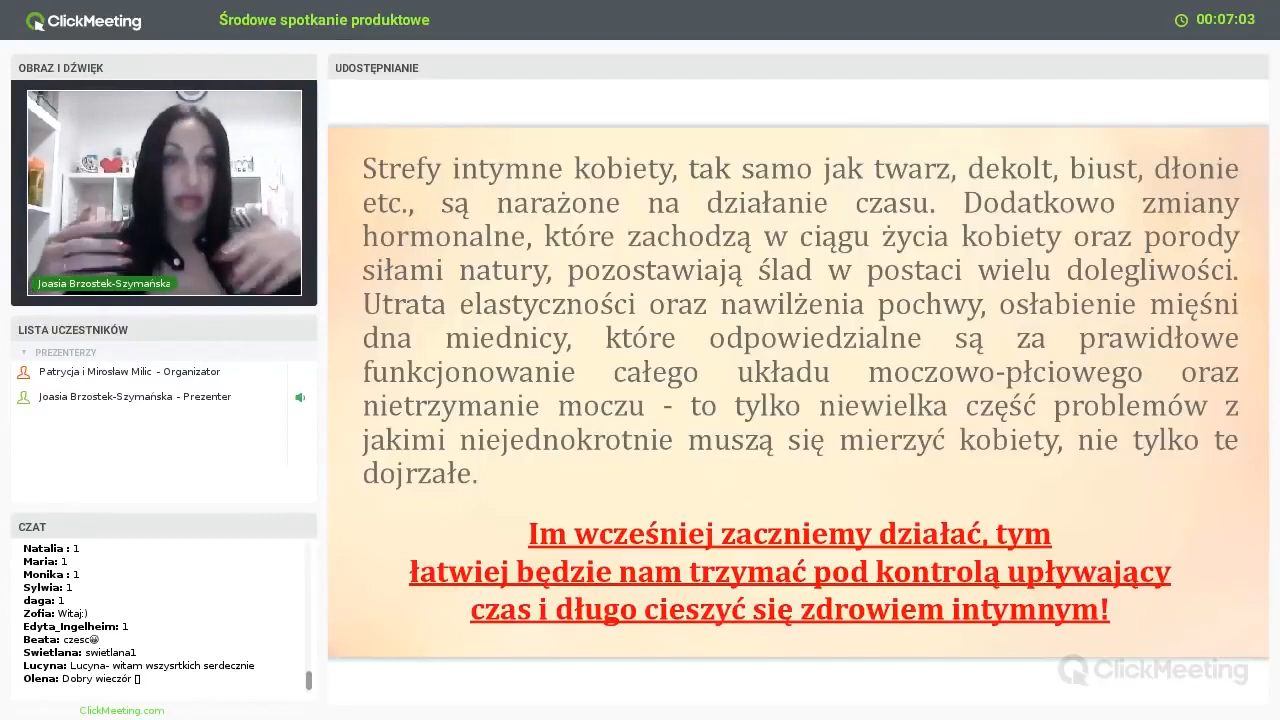 ClickMeeting
Środowe spotkanie produktowe
00:07:03
OBRAZ I DŹWIĘK
Joasia Brzostek-Szymańska
LISTA UCZESTNIKÓW
PREZENTERZY
Patrycja i Mirosław Milic - Organizator
Joasia Brzostek-Szymańska - Prezenter
CZAT
Natalia : 1
Maria: 1
Monika : 1
Sylwia: 1
daga: 1
Zofia: Witaj:)
Edyta_Ingelheim: 1
Beata: czesc😀
Swietlana: swietlana1
Lucyna: Lucyna- witam wszysrtkich serdecznie
Olena: Dobry wieczór []
ClickMeeting.com
UDOSTĘPNIANIE
Strefy intymne kobiety, tak samo jak twarz, dekolt, biust, dłonie
etc., są narażone na działanie czasu. Dodatkowo zmiany
hormonalne, które zachodzą w ciągu życia kobiety oraz porody
siłami natury, pozostawiają ślad w postaci wielu dolegliwości.
Utrata elastyczności oraz nawilżenia pochwy, osłabienie mięśni
dna miednicy, które odpowiedzialne są za prawidłowe
funkcjonowanie całego układu moczowo-płciowego oraz
nietrzymanie moczu - to tylko niewielka część problemów z
jakimi niejednokrotnie muszą się mierzyć kobiety, nie tylko te
dojrzałe.
Im wcześniej zaczniemy działać, tym
łatwiej będzie nam trzymać pod kontrolą upływający
czas i długo cieszyć się zdrowiem intymnym!
ClickMeeting